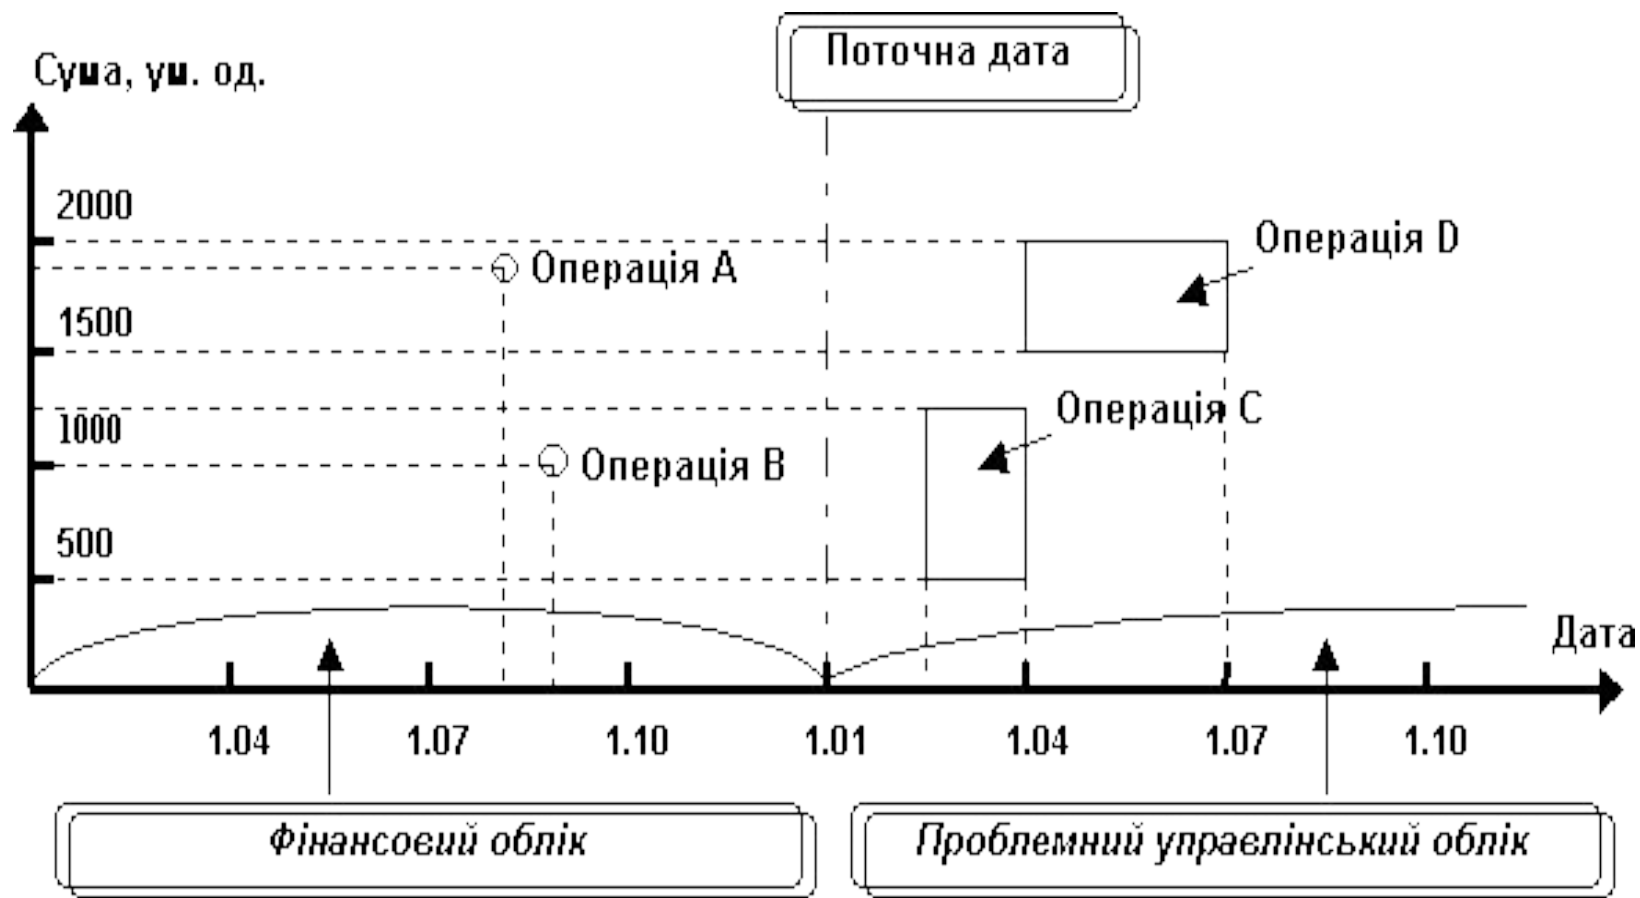 Поточна дата
Сума, ум. од.
2000
Операція D
Операція A
1500
Операція C
1000
Операція B
500
Дата
1.04 1.07 1.10 1.01 1.04 1.07 1.10
Фінансовий облік
Проблемний управлінський облік